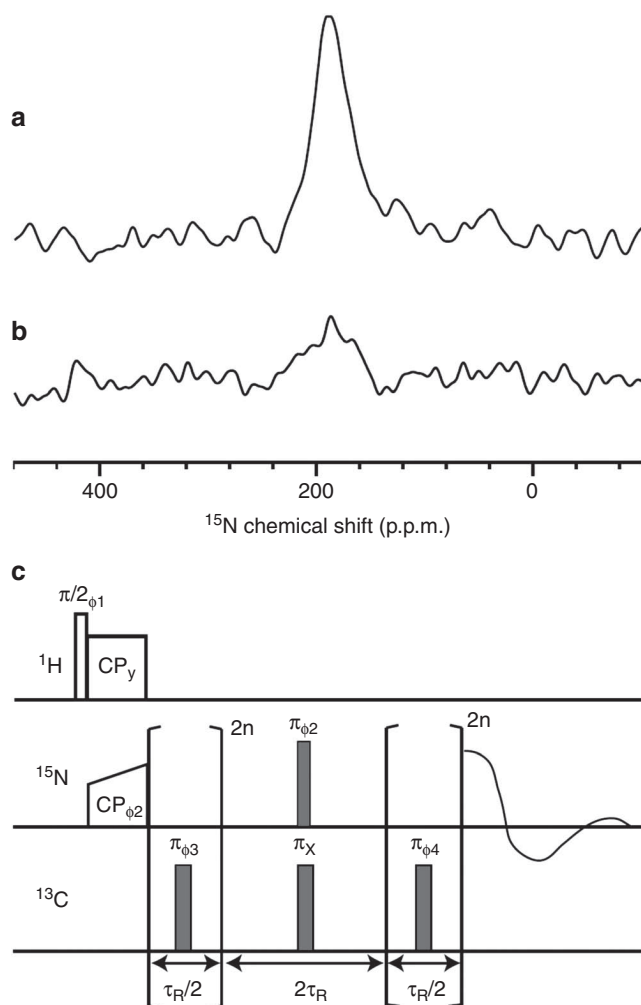 a
b
400 200 0
¹⁵N chemical shift (p.p.m.)
c
π/2ϕ1
¹H CPy
2n πϕ2 2n
¹⁵N CPϕ2
πϕ3 πX πϕ4
¹³C
τR/2 2τR τR/2